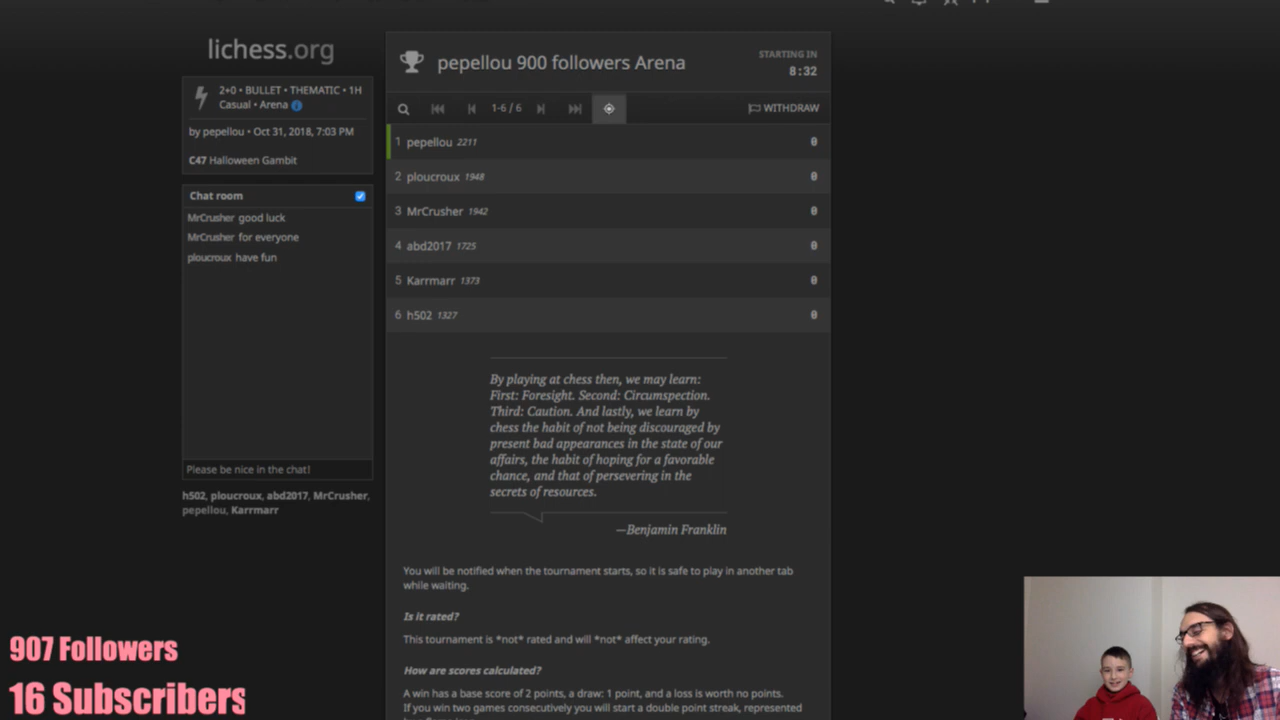 lichess.org
2+0 • BULLET • THEMATIC • 1H
Casual • Arena
by pepellou • Oct 31, 2018, 7:03 PM
C47 Halloween Gambit
Chat room
MrCrusher good luck
MrCrusher for everyone
ploucroux have fun
Please be nice in the chat!
h502, ploucroux, abd2017, MrCrusher,
pepellou, Karrmarr
pepellou 900 followers Arena
STARTING IN
8:32
1-6 / 6
WITHDRAW
1 pepellou 2211 0
2 ploucroux 1948 0
3 MrCrusher 1942 0
4 abd2017 1725 0
5 Karrmarr 1373 0
6 h502 1327 0
By playing at chess then, we may learn:
First: Foresight. Second: Circumspection.
Third: Caution. And lastly, we learn by
chess the habit of not being discouraged by
present bad appearances in the state of our
affairs, the habit of hoping for a favorable
chance, and that of persevering in the
secrets of resources.
—Benjamin Franklin
You will be notified when the tournament starts, so it is safe to play in another tab
while waiting.
Is it rated?
This tournament is *not* rated and will *not* affect your rating.
How are scores calculated?
A win has a base score of 2 points, a draw: 1 point, and a loss is worth no points.
If you win two games consecutively you will start a double point streak, represented
907 Followers
16 Subscribers